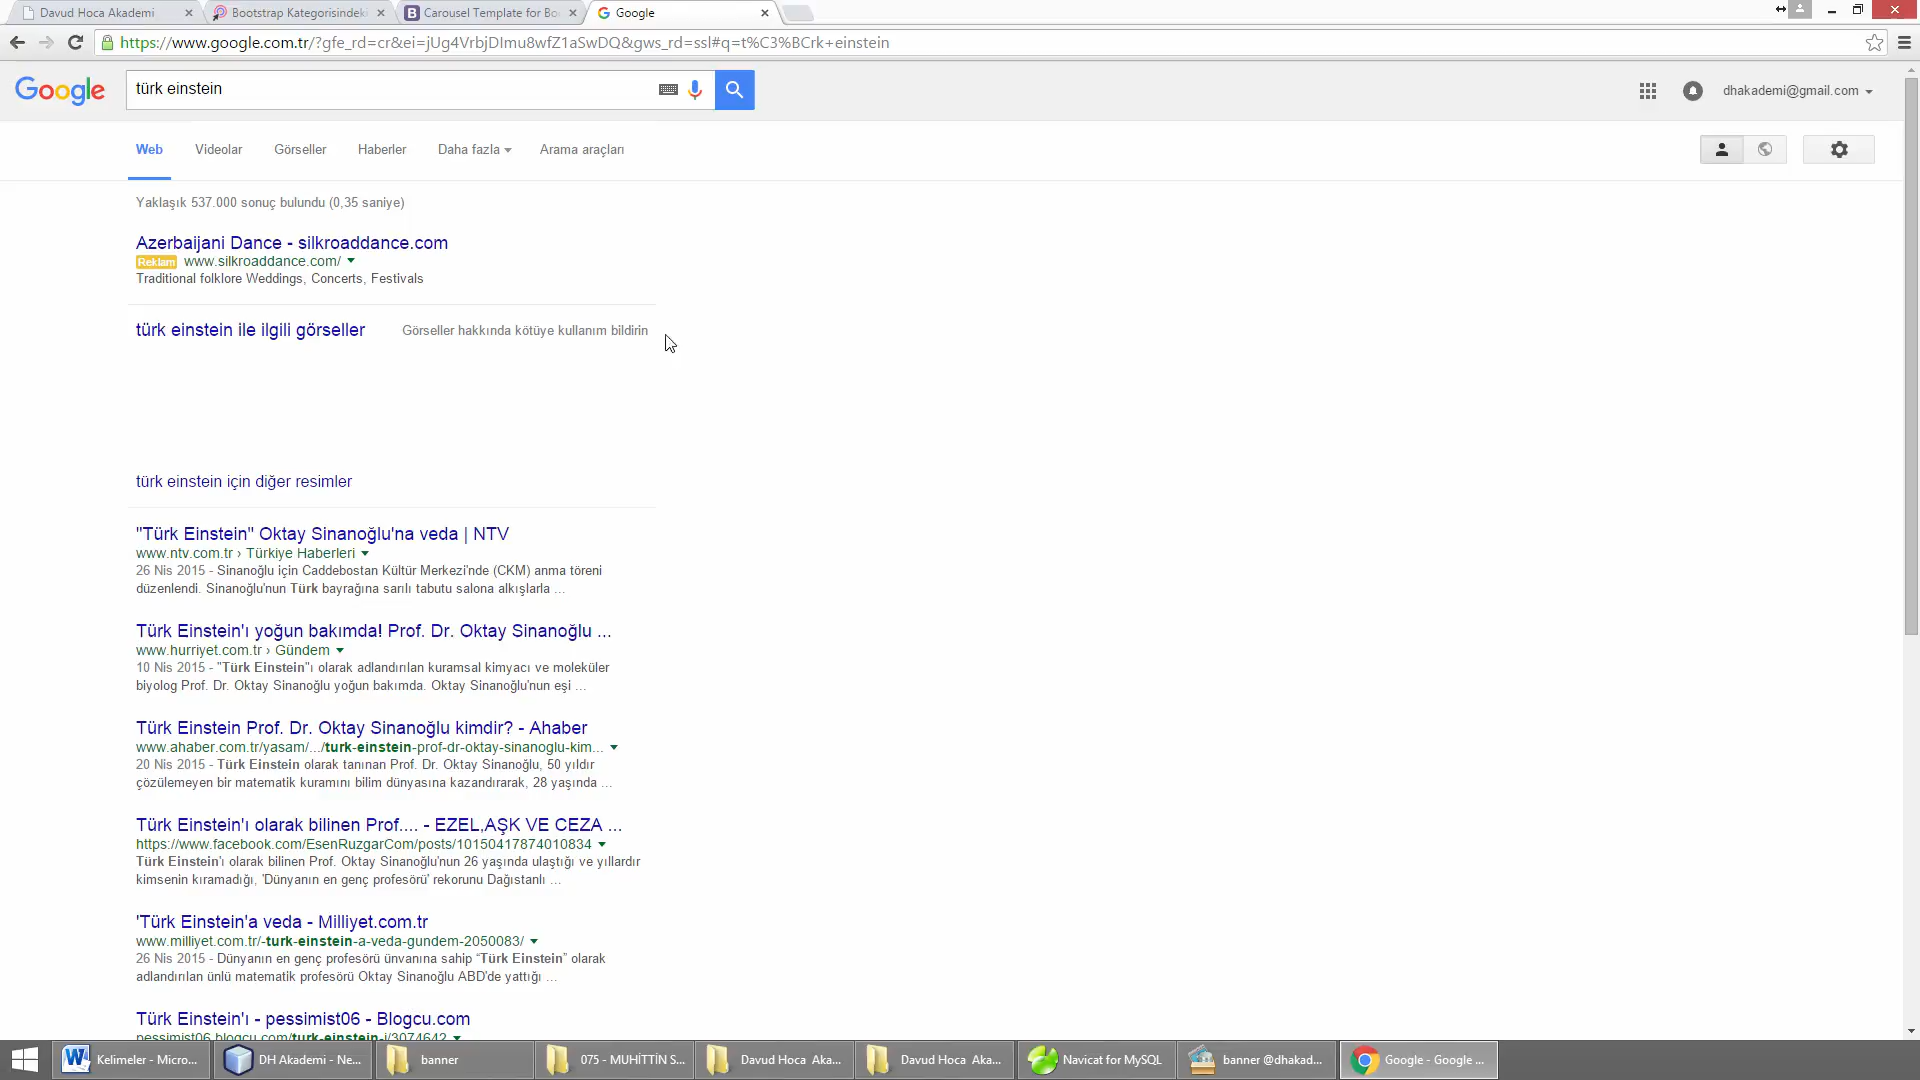 Davud Hoca Akademi
Bootstrap Kategorisindeki
Carousel Template for Bo
Google
https://www.google.com.tr/?gfe_rd=cr&ei=jUg4VrbjDImu8wfZ1aSwDQ&gws_rd=ssl#q=t%C3%BCrk+einstein
Google
türk einstein
dhakademi@gmail.com
Web
Videolar
Görseller
Haberler
Daha fazla
Arama araçları
Yaklaşık 537.000 sonuç bulundu (0,35 saniye)
Azerbaijani Dance - silkroaddance.com
Reklam www.silkroaddance.com/
Traditional folklore Weddings, Concerts, Festivals
türk einstein ile ilgili görseller
Görseller hakkında kötüye kullanım bildirin
türk einstein için diğer resimler
"Türk Einstein" Oktay Sinanoğlu'na veda | NTV
www.ntv.com.tr › Türkiye Haberleri
26 Nis 2015 - Sinanoğlu için Caddebostan Kültür Merkezi'nde (CKM) anma töreni
düzenlendi. Sinanoğlu'nun Türk bayrağına sarılı tabutu salona alkışlarla ...
Türk Einstein'ı yoğun bakımda! Prof. Dr. Oktay Sinanoğlu ...
www.hurriyet.com.tr › Gündem
10 Nis 2015 - "Türk Einstein"ı olarak adlandırılan kuramsal kimyacı ve moleküler
biyolog Prof. Dr. Oktay Sinanoğlu yoğun bakımda. Oktay Sinanoğlu'nun eşi ...
Türk Einstein Prof. Dr. Oktay Sinanoğlu kimdir? - Ahaber
www.ahaber.com.tr/yasam/.../turk-einstein-prof-dr-oktay-sinanoglu-kim...
20 Nis 2015 - Türk Einstein olarak tanınan Prof. Dr. Oktay Sinanoğlu, 50 yıldır
çözülemeyen bir matematik kuramını bilim dünyasına kazandırarak, 28 yaşında ...
Türk Einstein'ı olarak bilinen Prof.... - EZEL,AŞK VE CEZA ...
https://www.facebook.com/EsenRuzgarCom/posts/10150417874010834
Türk Einstein'ı olarak bilinen Prof. Oktay Sinanoğlu'nun 26 yaşında ulaştığı ve yıllardır
kimsenin kıramadığı, 'Dünyanın en genç profesörü' rekorunu Dağıstanlı ...
'Türk Einstein'a veda - Milliyet.com.tr
www.milliyet.com.tr/-turk-einstein-a-veda-gundem-2050083/
26 Nis 2015 - Dünyanın en genç profesörü ünvanına sahip “Türk Einstein” olarak
adlandırılan ünlü matematik profesörü Oktay Sinanoğlu ABD'de yattığı ...
Türk Einstein'ı - pessimist06 - Blogcu.com
pessimist06.blogcu.com/turk-einstein-i/3074642
Kelimeler - Micro...
DH Akademi - Ne...
banner
075 - MUHİTTİN S...
Davud Hoca Aka...
Davud Hoca Aka...
Navicat for MySQL
banner @dhakad...
Google - Google ...